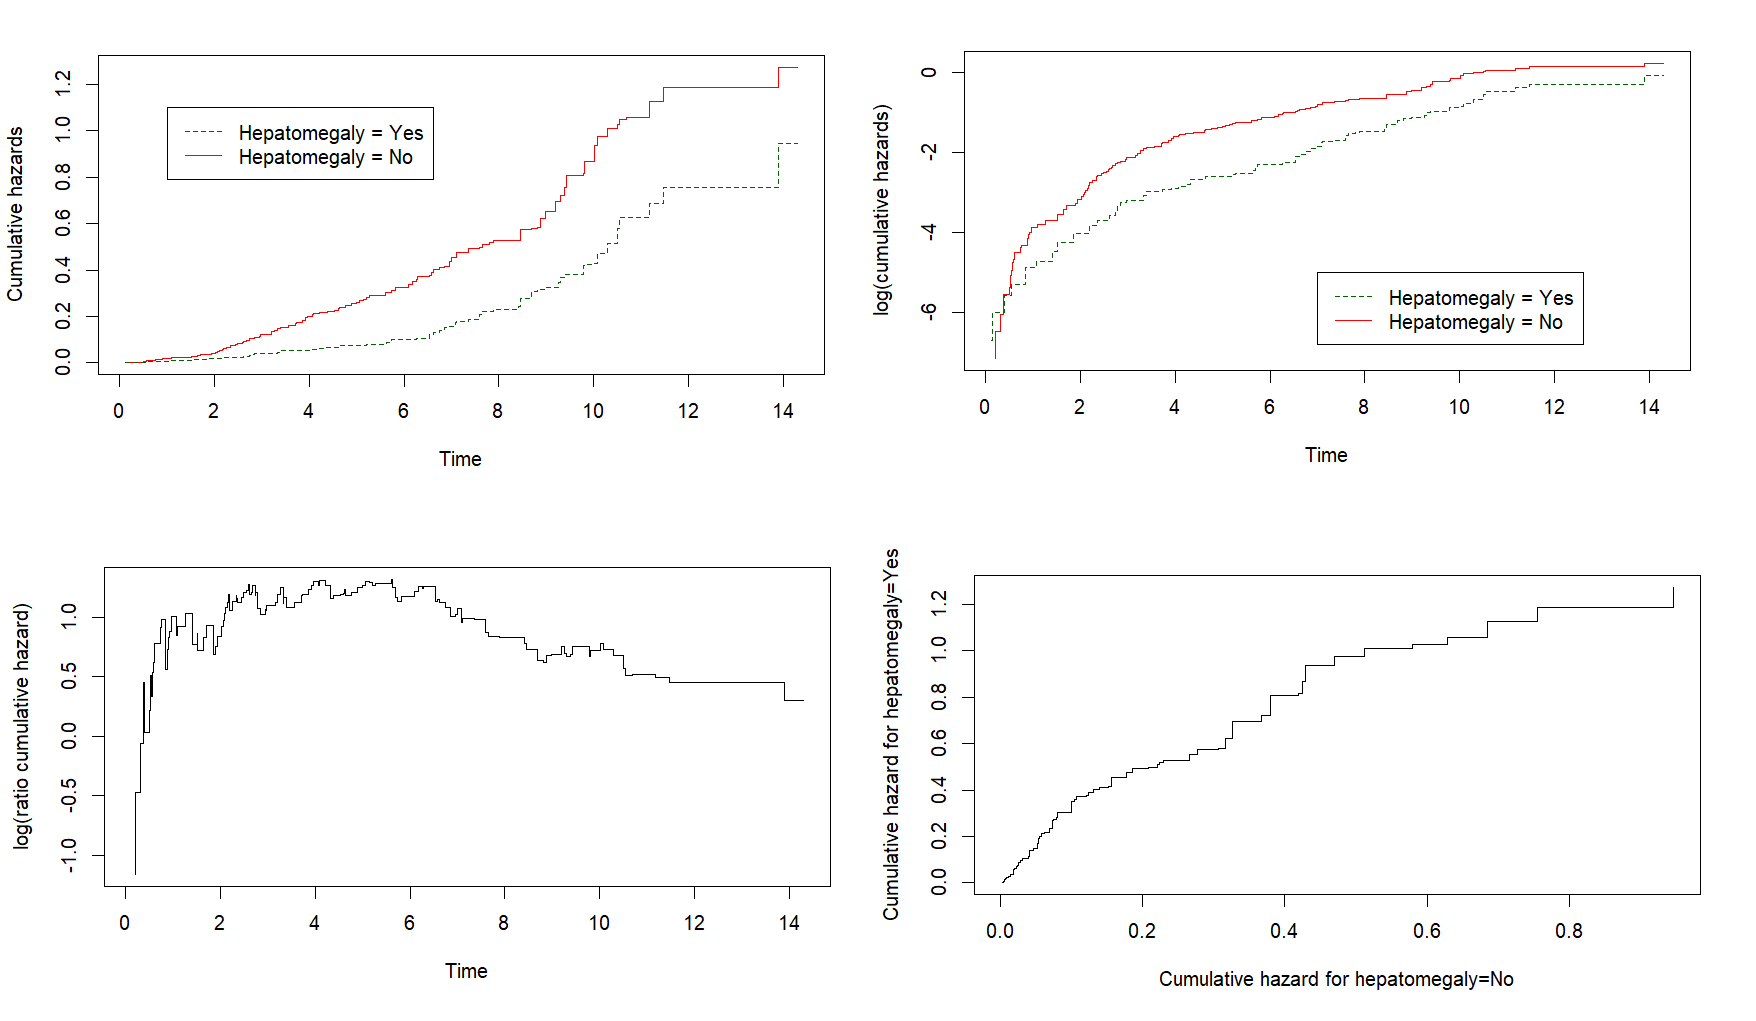 Cumulative hazards
0.0 0.2 0.4 0.6 0.8 1.0 1.2
Hepatomegaly = Yes
Hepatomegaly = No
0 2 4 6 8 10 12 14
Time
log(cumulative hazards)
-6 -4 -2 0
Hepatomegaly = Yes
Hepatomegaly = No
0 2 4 6 8 10 12 14
Time
log(ratio cumulative hazard)
-1.0 -0.5 0.0 0.5 1.0
0 2 4 6 8 10 12 14
Time
Cumulative hazard for hepatomegaly=Yes
0.0 0.2 0.4 0.6 0.8 1.0 1.2
0.0 0.2 0.4 0.6 0.8
Cumulative hazard for hepatomegaly=No